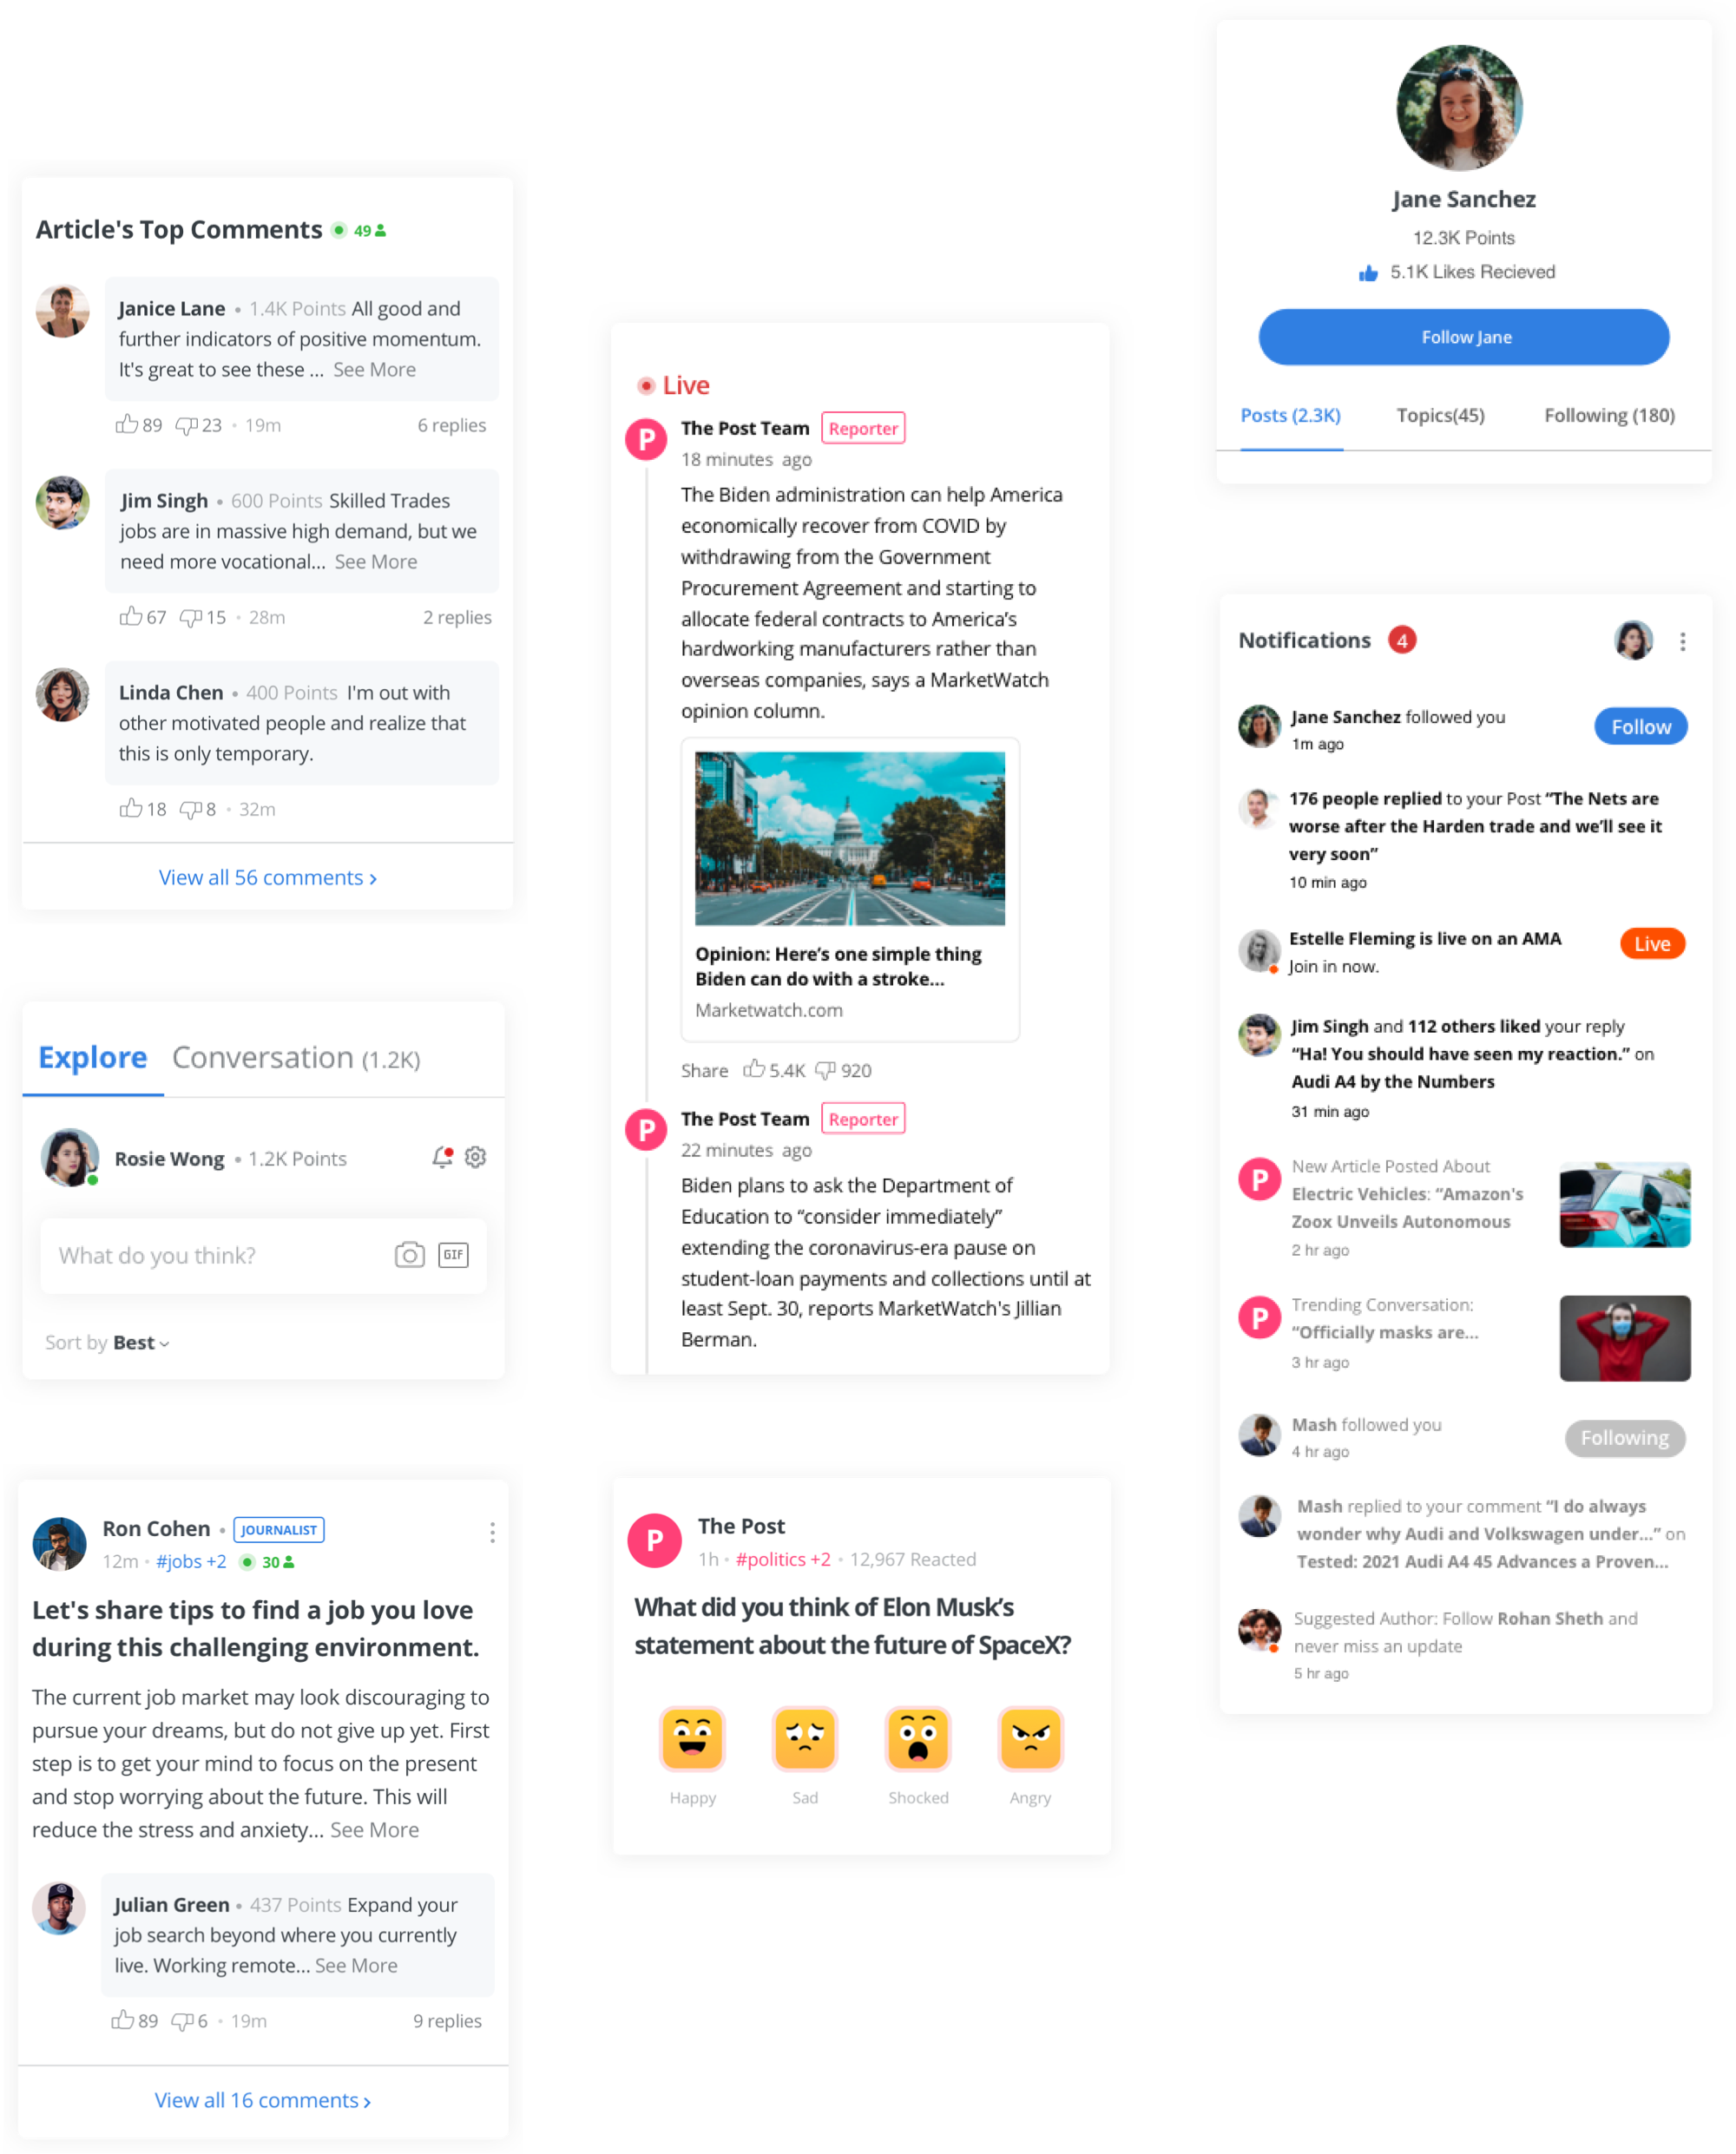 Article's Top Comments 49
Janice Lane • 1.4K Points All good and
further indicators of positive momentum.
It's great to see these ... See More
89 23 • 19m 6 replies
Jim Singh • 600 Points Skilled Trades
jobs are in massive high demand, but we
need more vocational... See More
67 15 • 28m 2 replies
Linda Chen • 400 Points I'm out with
other motivated people and realize that
this is only temporary.
18 8 • 32m
View all 56 comments ›
Explore Conversation (1.2K)
Rosie Wong • 1.2K Points
What do you think? GIF
Sort by Best
Ron Cohen • JOURNALIST
12m • #jobs +2 30
Let's share tips to find a job you love
during this challenging environment.
The current job market may look discouraging to
pursue your dreams, but do not give up yet. First
step is to get your mind to focus on the present
and stop worrying about the future. This will
reduce the stress and anxiety... See More
Julian Green • 437 Points Expand your
job search beyond where you currently
live. Working remote... See More
89 6 • 19m 9 replies
View all 16 comments ›
Live
P The Post Team Reporter
18 minutes ago
The Biden administration can help America
economically recover from COVID by
withdrawing from the Government
Procurement Agreement and starting to
allocate federal contracts to America's
hardworking manufacturers rather than
overseas companies, says a MarketWatch
opinion column.
Opinion: Here's one simple thing
Biden can do with a stroke...
Marketwatch.com
Share 5.4K 920
P The Post Team Reporter
22 minutes ago
Biden plans to ask the Department of
Education to “consider immediately”
extending the coronavirus-era pause on
student-loan payments and collections until at
least Sept. 30, reports MarketWatch's Jillian
Berman.
P The Post
1h • #politics +2 • 12,967 Reacted
What did you think of Elon Musk's
statement about the future of SpaceX?
Happy Sad Shocked Angry
Jane Sanchez
12.3K Points
5.1K Likes Recieved
Follow Jane
Posts (2.3K) Topics(45) Following (180)
Notifications 4
Jane Sanchez followed you Follow
1m ago
176 people replied to your Post “The Nets are
worse after the Harden trade and we'll see it
very soon”
10 min ago
Estelle Fleming is live on an AMA Live
Join in now.
Jim Singh and 112 others liked your reply
“Ha! You should have seen my reaction.” on
Audi A4 by the Numbers
31 min ago
P New Article Posted About
Electric Vehicles: “Amazon's
Zoox Unveils Autonomous
2 hr ago
P Trending Conversation:
“Officially masks are...
3 hr ago
Mash followed you Following
4 hr ago
Mash replied to your comment “I do always
wonder why Audi and Volkswagen under...” on
Tested: 2021 Audi A4 45 Advances a Proven...
Suggested Author: Follow Rohan Sheth and
never miss an update
5 hr ago